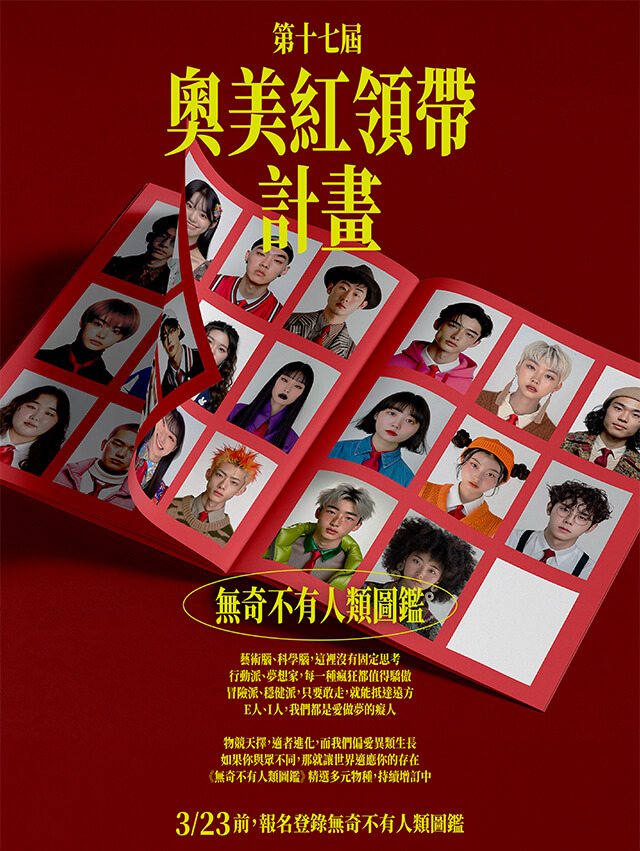 第十七屆
奧美紅領帶
計畫
無奇不有人類圖鑑
藝術腦、科學腦，這裡沒有固定思考
行動派、夢想家，每一種瘋狂都值得驕傲
冒險派、穩健派，只要敢走，就能抵達遠方
E人、I人，我們都是愛做夢的癡人
物競天擇，適者進化，而我們偏愛異類生長
如果你與眾不同，那就讓世界適應你的存在
《無奇不有人類圖鑑》精選多元物種，持續增訂中
3/23前，報名登錄無奇不有人類圖鑑